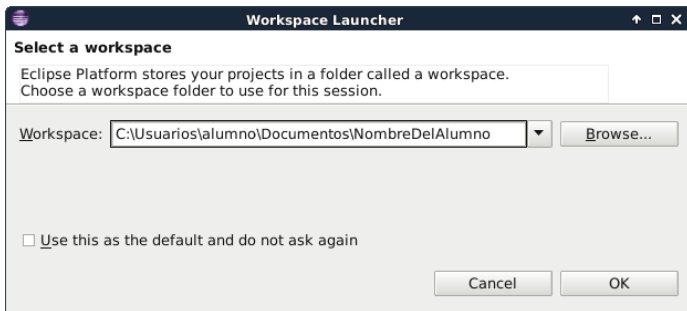 Workspace Launcher
Select a workspace
Eclipse Platform stores your projects in a folder called a workspace.
Choose a workspace folder to use for this session.
Workspace: C:\Usuarios\alumno\Documentos\NombreDelAlumno Browse...
Use this as the default and do not ask again
Cancel OK